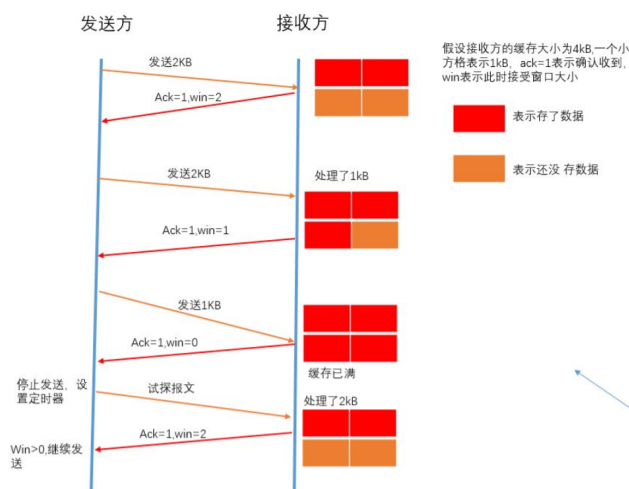 发送方
接收方
假设接收方的缓存大小为4kB,一个小
方格表示1kB，ack=1表示确认收到，
win表示此时接受窗口大小
发送2KB
Ack=1,win=2
表示存了数据
表示还没 存数据
发送2KB
处理了1kB
Ack=1,win=1
发送1KB
Ack=1,win=0
缓存已满
停止发送，设
置定时器
试探报文
处理了2kB
Ack=1,win=2
Win>0,继续发
送